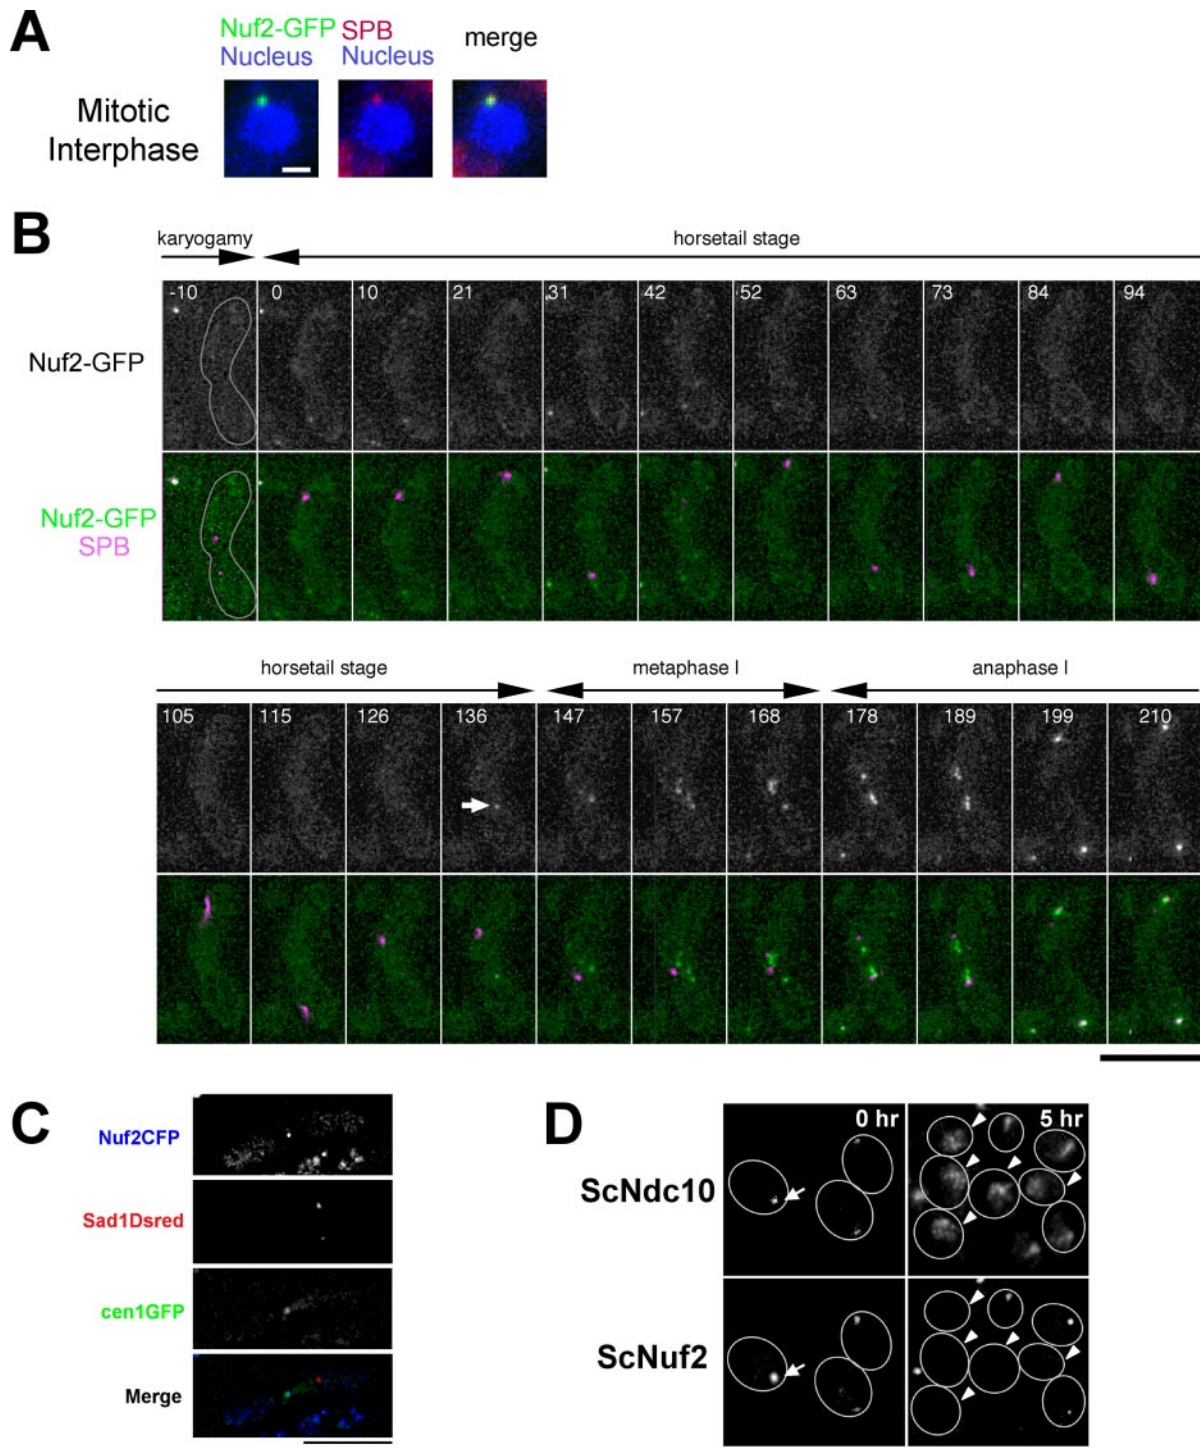 A
Nuf2-GFP SPB merge
Nucleus Nucleus
Mitotic
Interphase
B
karyogamy horsetail stage
-10 0 10 21 31 42 52 63 73 84 94
Nuf2-GFP
Nuf2-GFP
SPB
horsetail stage metaphase I anaphase I
105 115 126 136 147 157 168 178 189 199 210
C
Nuf2CFP
Sad1Dsred
cen1GFP
Merge
D
0 hr 5 hr
ScNdc10
ScNuf2